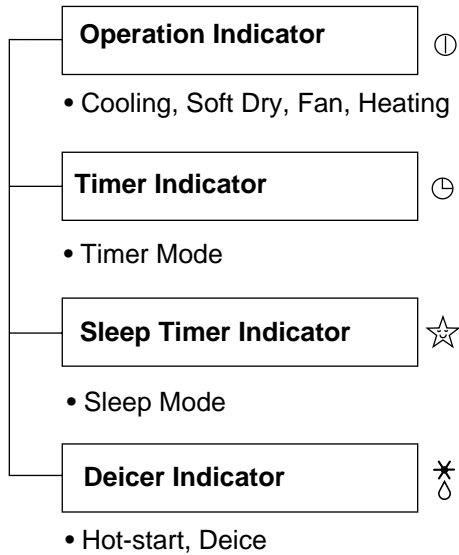 Operation Indicator
• Cooling, Soft Dry, Fan, Heating
Timer Indicator
• Timer Mode
Sleep Timer Indicator
• Sleep Mode
Deicer Indicator
• Hot-start, Deice